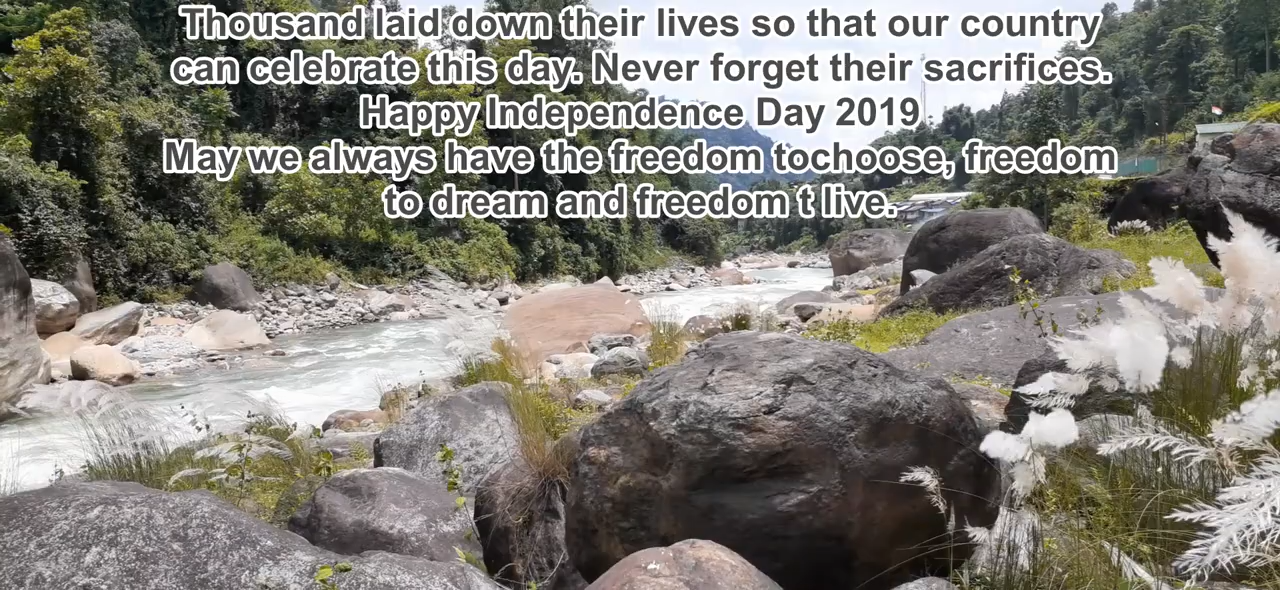 Thousand laid down their lives so that our country
can celebrate this day. Never forget their sacrifices.
Happy Independence Day 2019
May we always have the freedom tochoose, freedom
to dream and freedom t live.